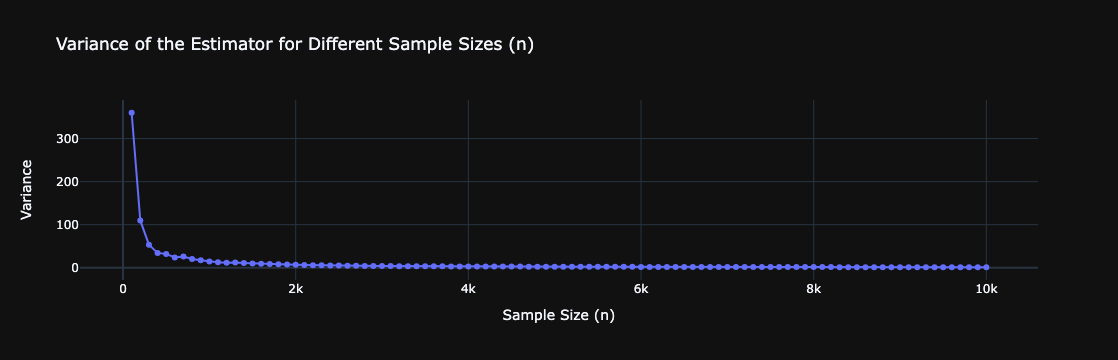 Variance of the Estimator for Different Sample Sizes (n)
300
200
100
0
Variance
0 2k 4k 6k 8k 10k
Sample Size (n)